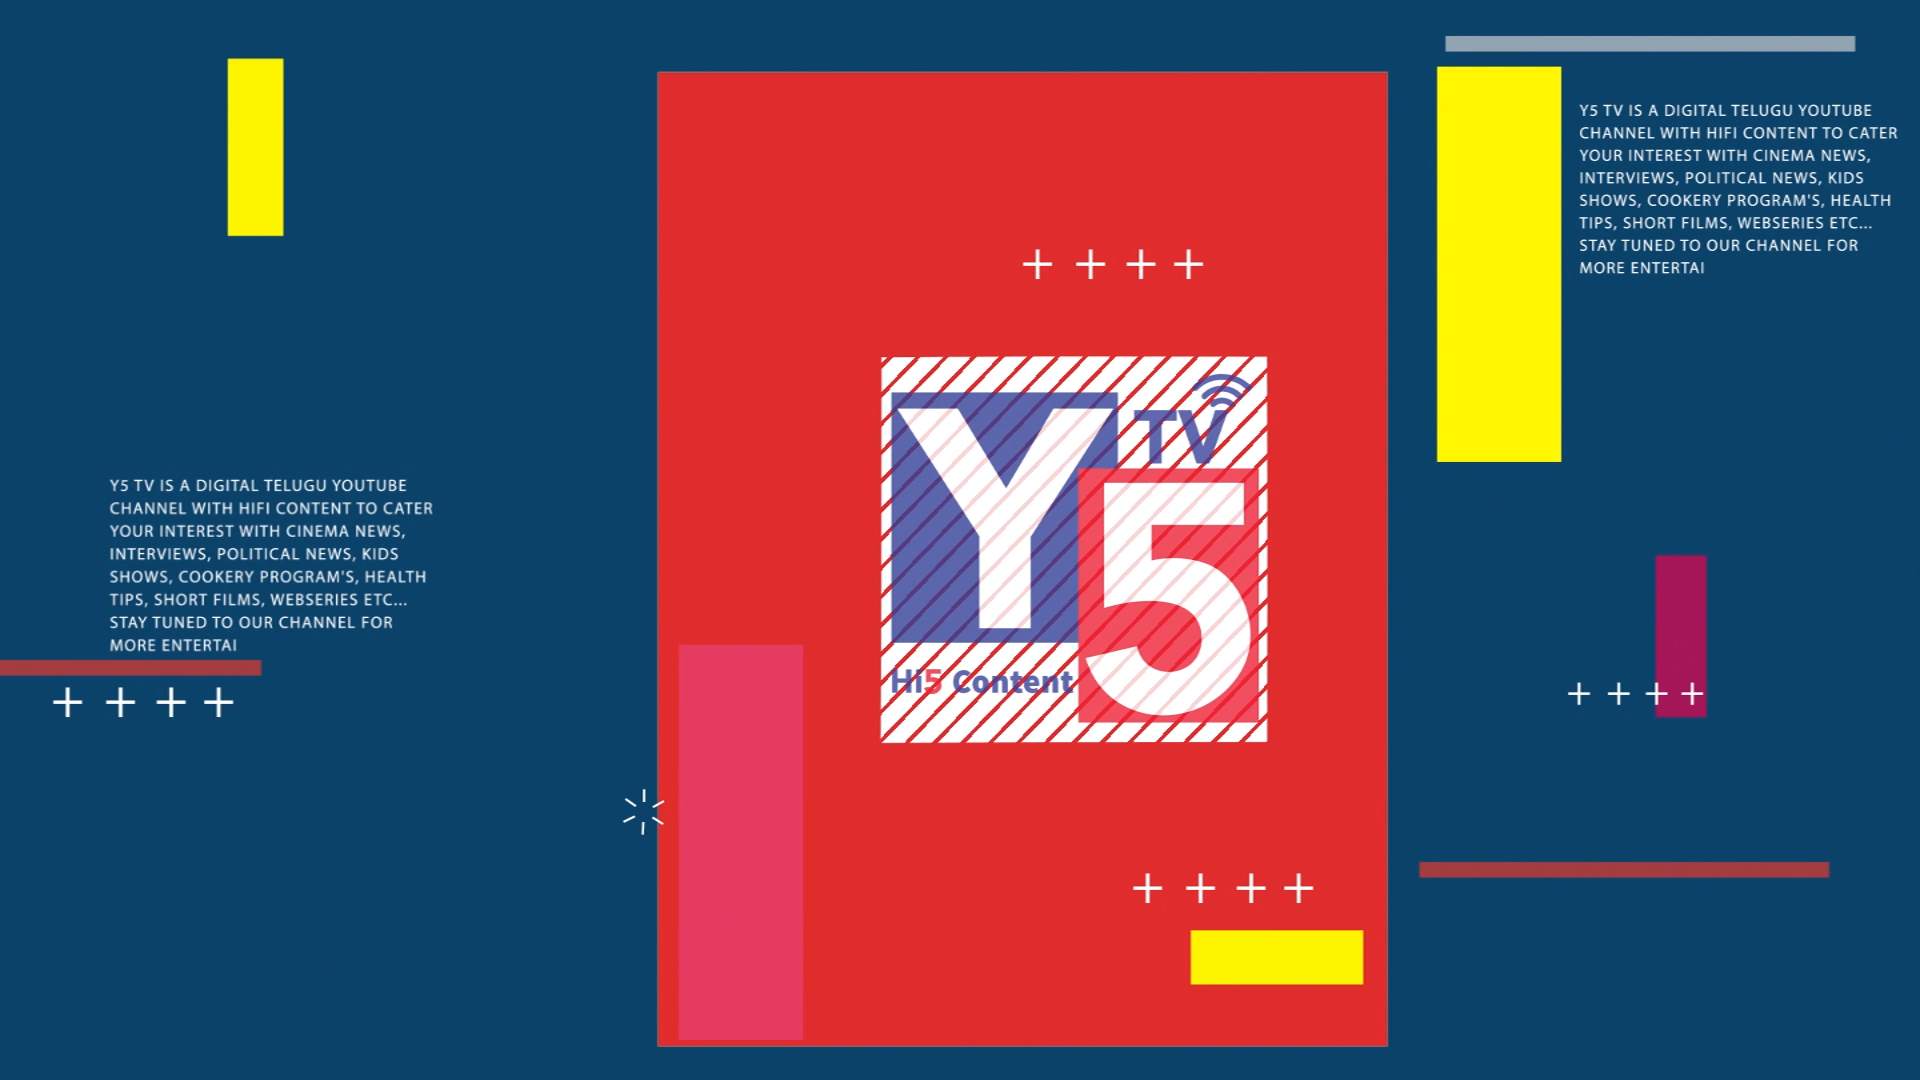 Y5 TV IS A DIGITAL TELUGU YOUTUBE
CHANNEL WITH HIFI CONTENT TO CATER
YOUR INTEREST WITH CINEMA NEWS,
INTERVIEWS, POLITICAL NEWS, KIDS
SHOWS, COOKERY PROGRAM'S, HEALTH
TIPS, SHORT FILMS, WEBSERIES ETC...
STAY TUNED TO OUR CHANNEL FOR
MORE ENTERTAI
Y5 TV
Hi5 Content
Y5 TV IS A DIGITAL TELUGU YOUTUBE
CHANNEL WITH HIFI CONTENT TO CATER
YOUR INTEREST WITH CINEMA NEWS,
INTERVIEWS, POLITICAL NEWS, KIDS
SHOWS, COOKERY PROGRAM'S, HEALTH
TIPS, SHORT FILMS, WEBSERIES ETC...
STAY TUNED TO OUR CHANNEL FOR
MORE ENTERTAI